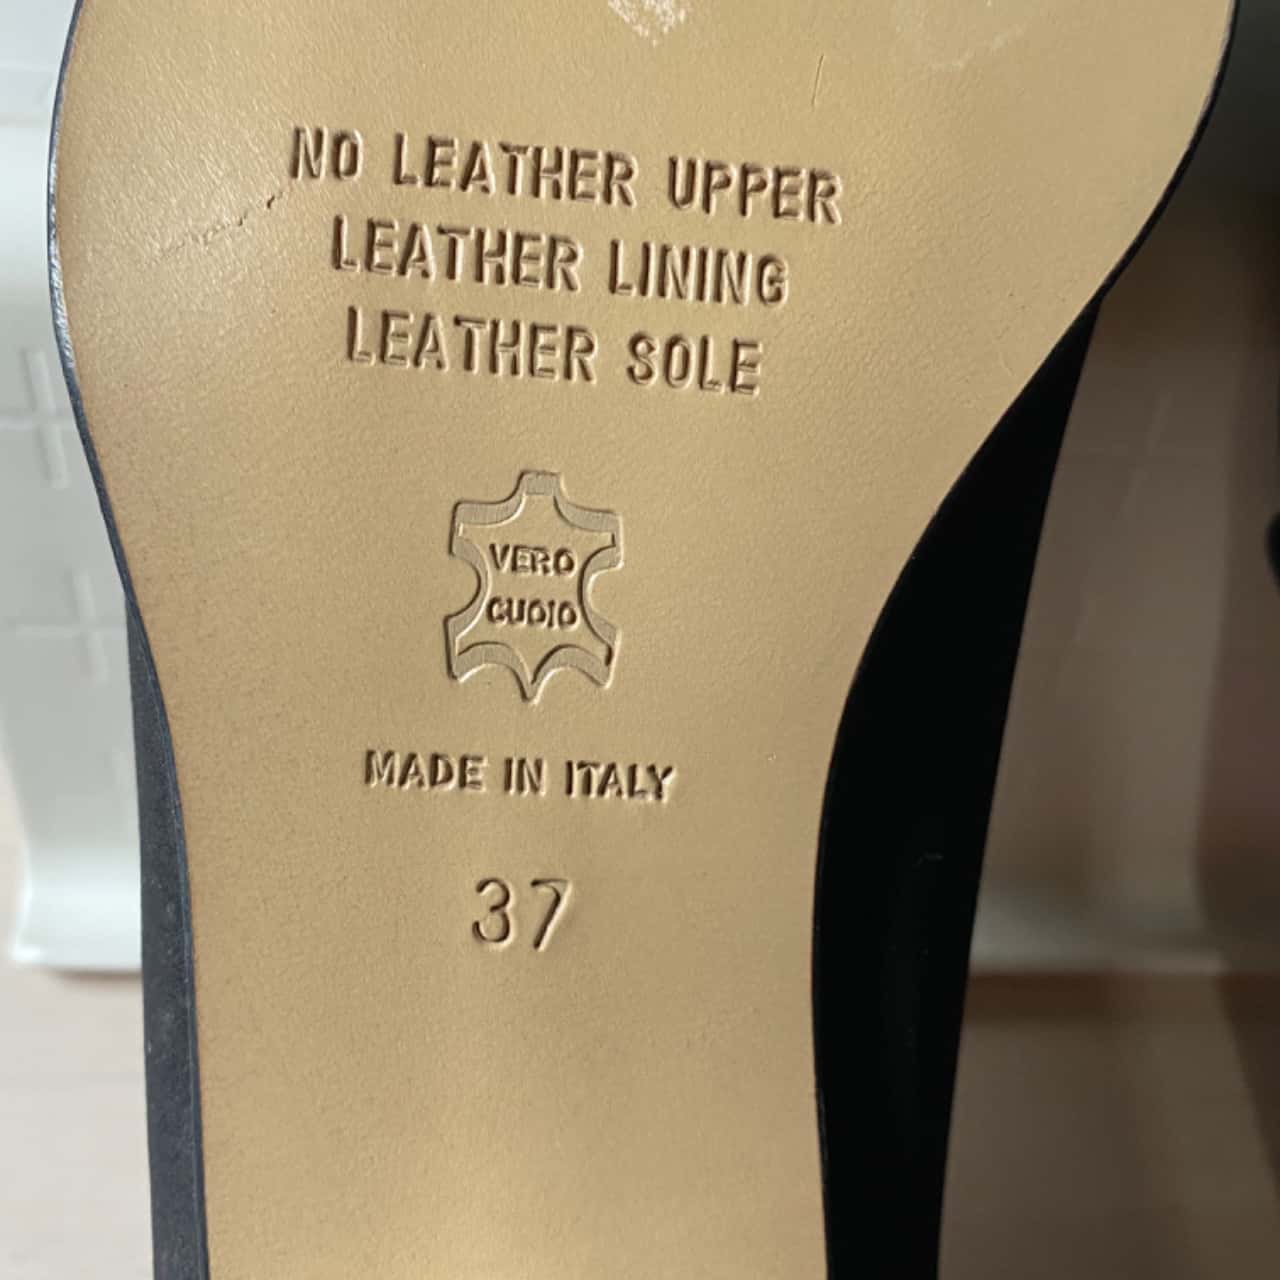 NO LEATHER UPPER
LEATHER LINING
LEATHER SOLE
VERO
CUOIO
MADE IN ITALY
37